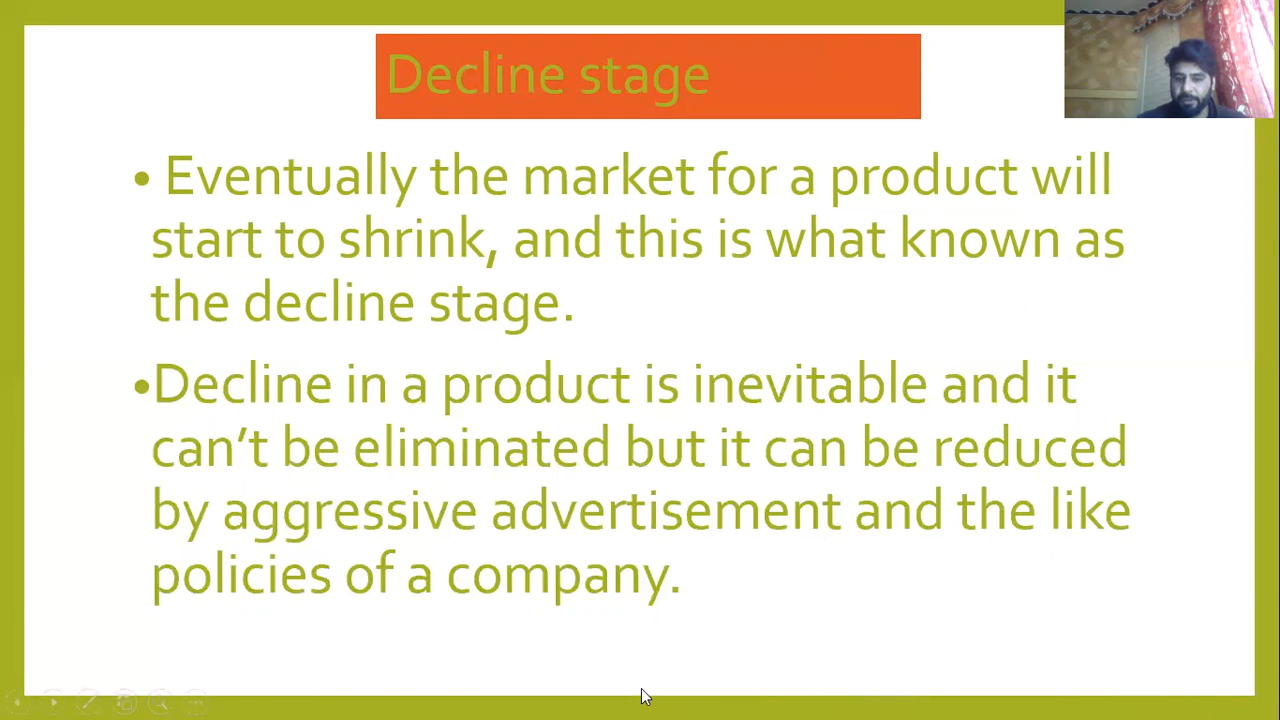 Decline stage
• Eventually the market for a product will
start to shrink, and this is what known as
the decline stage.
•Decline in a product is inevitable and it
can’t be eliminated but it can be reduced
by aggressive advertisement and the like
policies of a company.